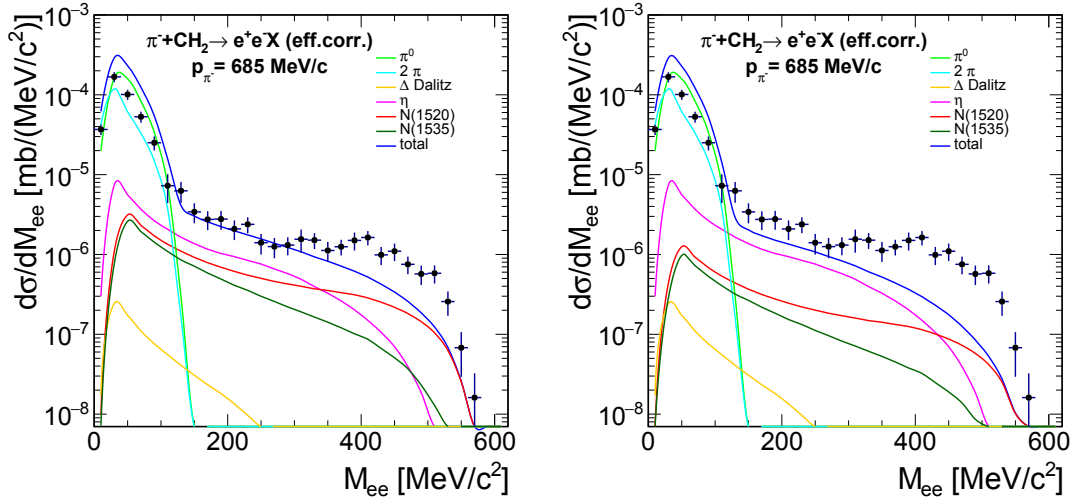 π⁻+CH₂→ e⁺e⁻X (eff.corr.)
p_π⁻ = 685 MeV/c
π⁰
2 π
Δ Dalitz
η
N(1520)
N(1535)
total
dσ/dM_ee [mb/(MeV/c²)]
10⁻³
10⁻⁴
10⁻⁵
10⁻⁶
10⁻⁷
10⁻⁸
0 200 400 600
M_ee [MeV/c²]
π⁻+CH₂→ e⁺e⁻X (eff.corr.)
p_π⁻ = 685 MeV/c
π⁰
2 π
Δ Dalitz
η
N(1520)
N(1535)
total
dσ/dM_ee [mb/(MeV/c²)]
10⁻³
10⁻⁴
10⁻⁵
10⁻⁶
10⁻⁷
10⁻⁸
0 200 400 600
M_ee [MeV/c²]